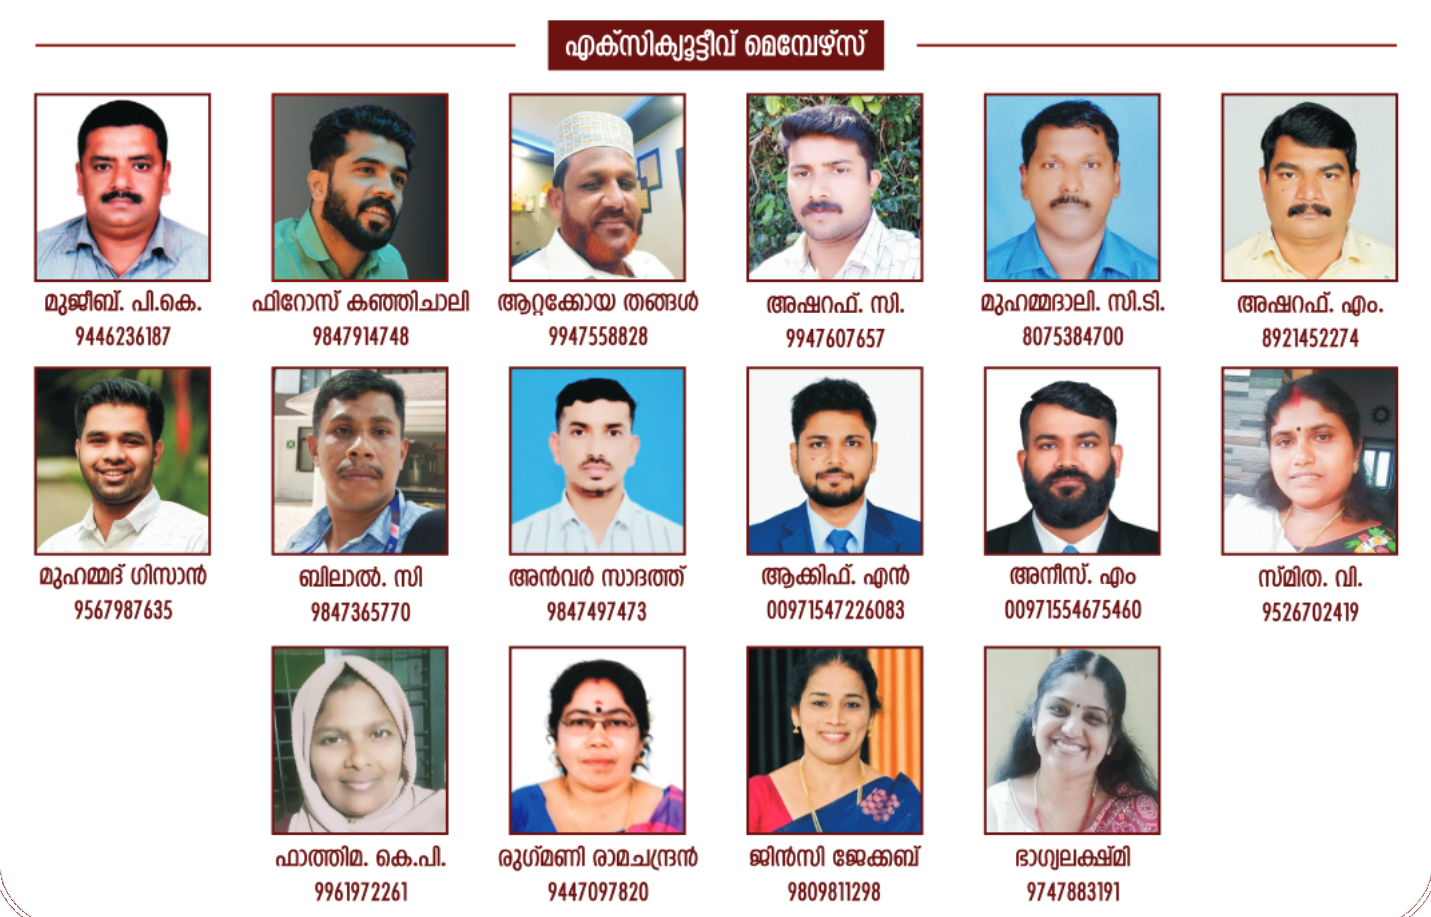 എക്സിക്യൂട്ടീവ് മെമ്പേഴ്സ്
മുജീബ്. പി.കെ.
9446236187
ഫിറോസ് കഞ്ഞിചാലി
9847914748
ആറ്റക്കോയ തങ്ങൾ
9947558828
അഷറഫ്. സി.
9947607657
മുഹമ്മദാലി. സി.ടി.
8075384700
അഷറഫ്. എം.
8921452274
മുഹമ്മദ് ഗിസാൻ
9567987635
ബിലാൽ. സി
9847365770
അൻവർ സാദത്ത്
9847497473
ആക്കിഫ്. എൻ
00971547226083
അനീസ്. എം
00971554675460
സ്മിത. വി.
9526702419
ഫാത്തിമ. കെ.പി.
9961972261
രുഗ്മണി രാമചന്ദ്രൻ
9447097820
ജിൻസി ജേക്കബ്
9809811298
ഭാഗ്യലക്ഷ്മി
9747883191